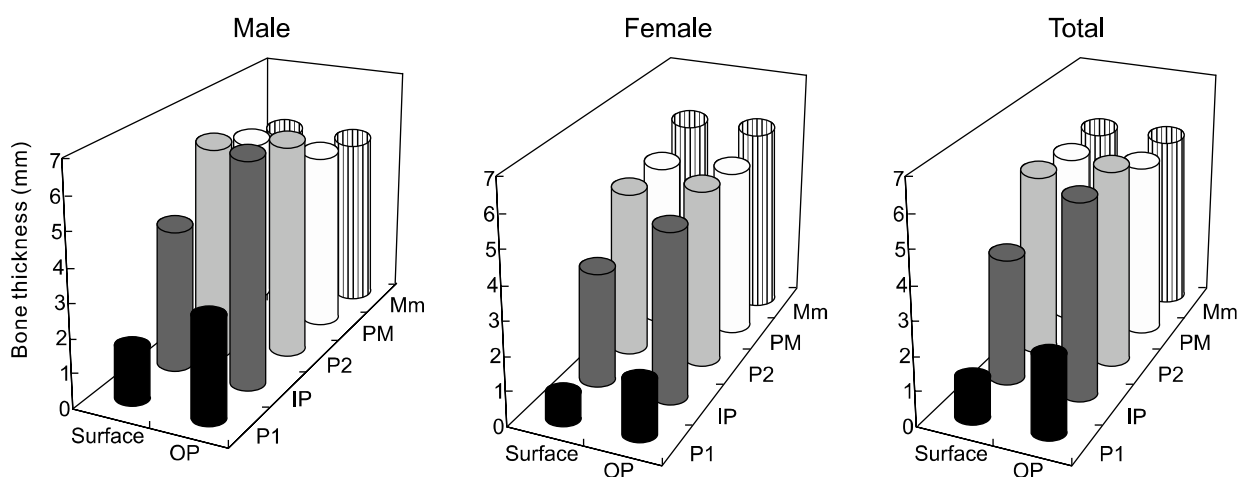 Male
Female
Total
Bone thickness (mm)
7
6
5
4
3
2
1
0
Surface
OP
P1
IP
P2
PM
Mm
7
6
5
4
3
2
1
0
Surface
OP
P1
IP
P2
PM
Mm
7
6
5
4
3
2
1
0
Surface
OP
P1
IP
P2
PM
Mm